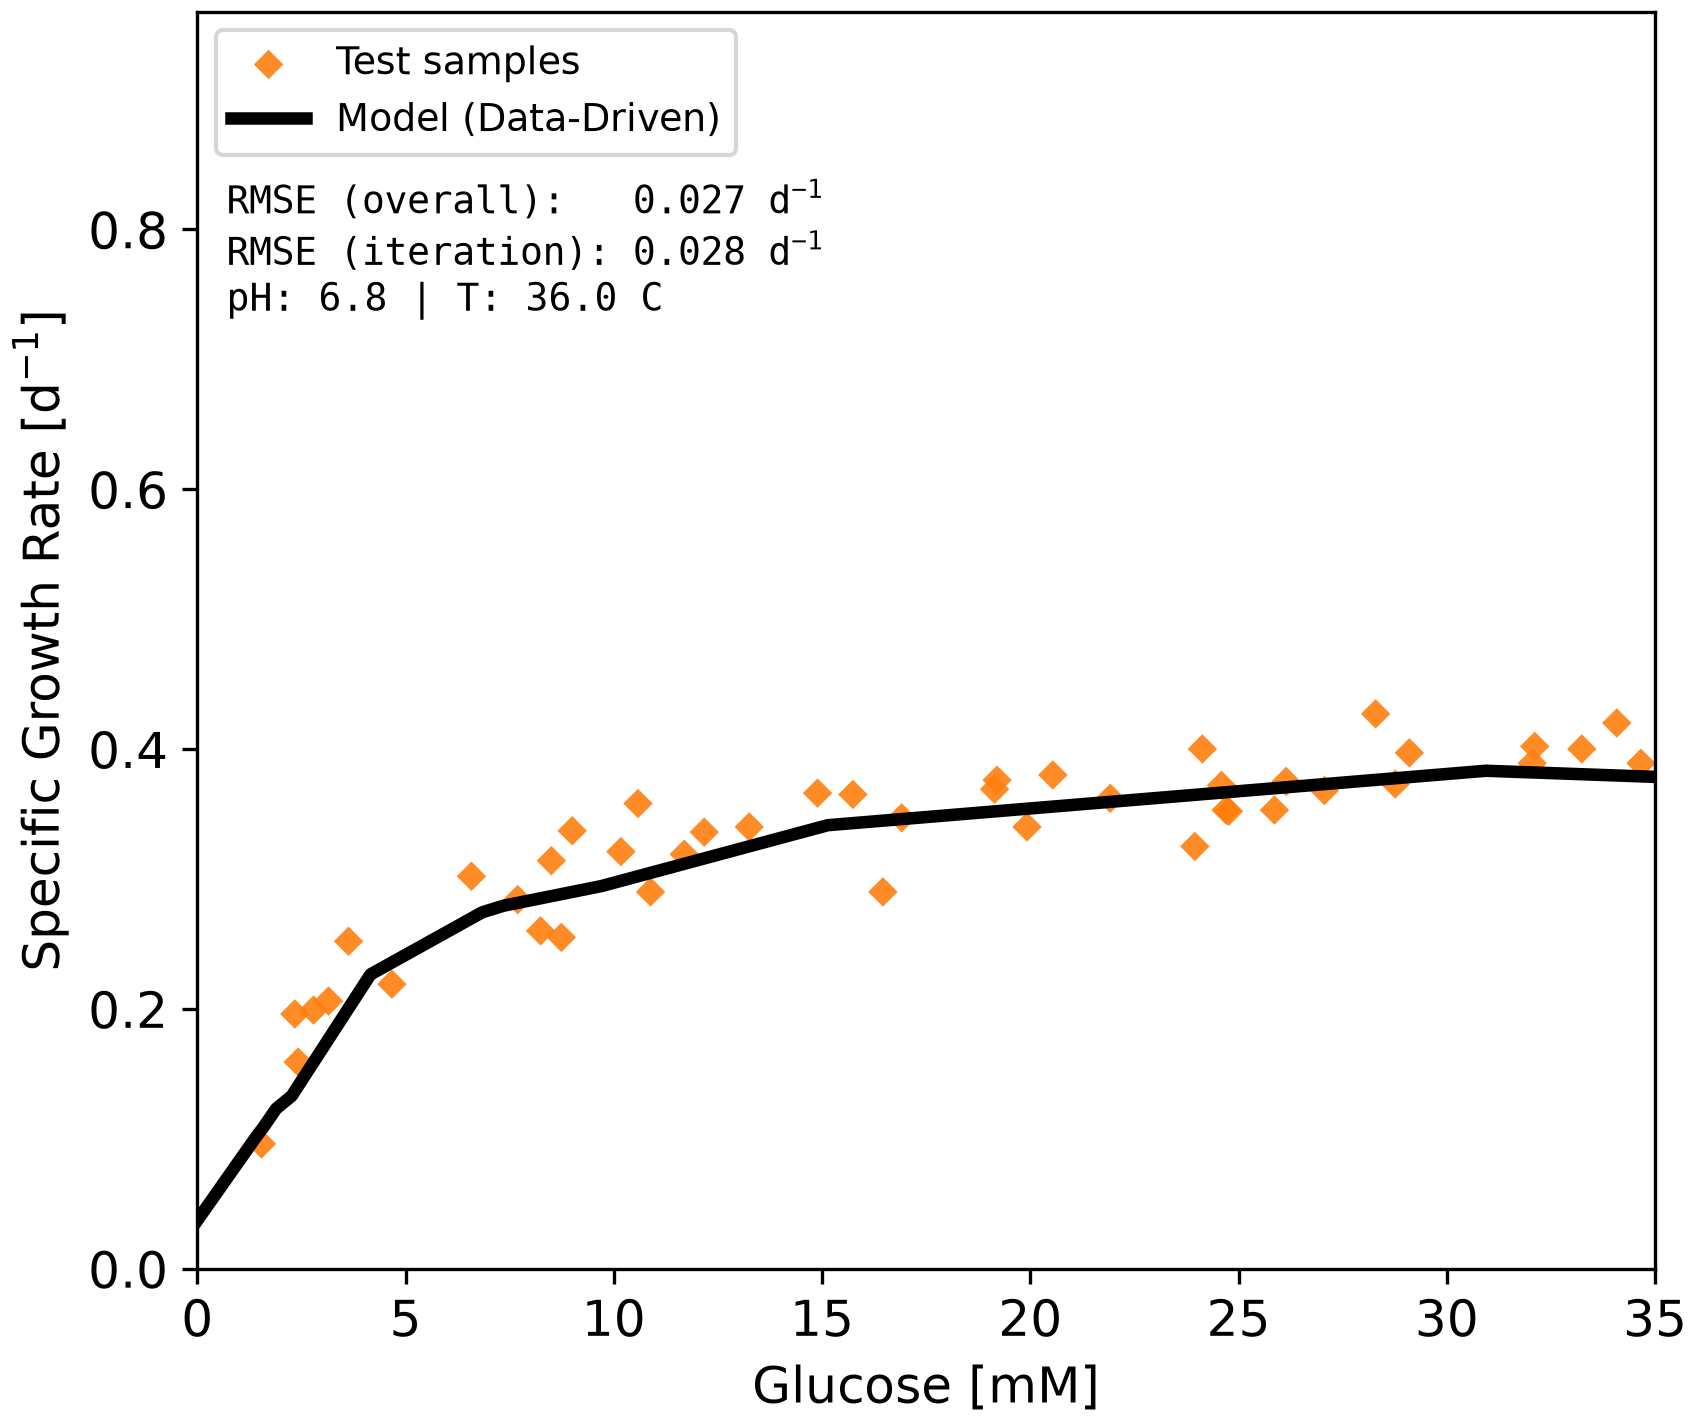 Test samples
Model (Data-Driven)
RMSE (overall): 0.027 d⁻¹
RMSE (iteration): 0.028 d⁻¹
pH: 6.8 | T: 36.0 C
Specific Growth Rate [d⁻¹]
0.8
0.6
0.4
0.2
0.0
0 5 10 15 20 25 30 35
Glucose [mM]